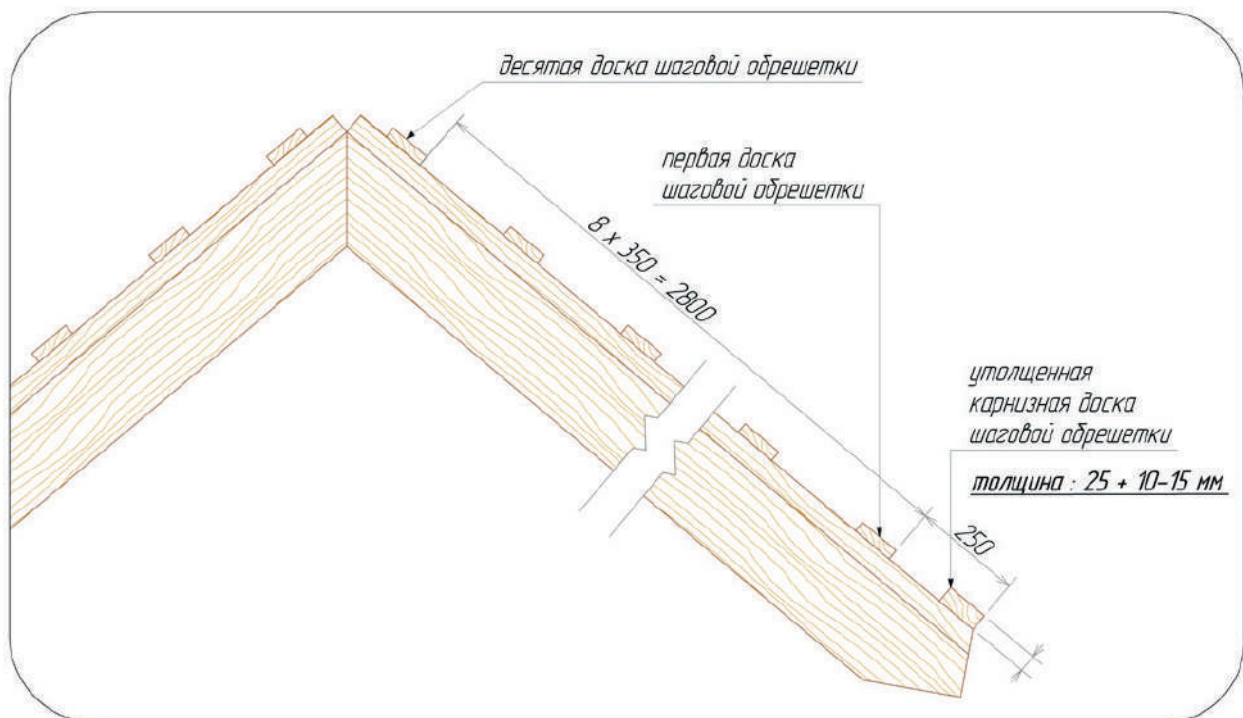 десятая доска шаговой обрешетки
первая доска
шаговой обрешетки
8 x 350 = 2800
утолщенная
карнизная доска
шаговой обрешетки
толщина : 25 + 10-15 мм
250